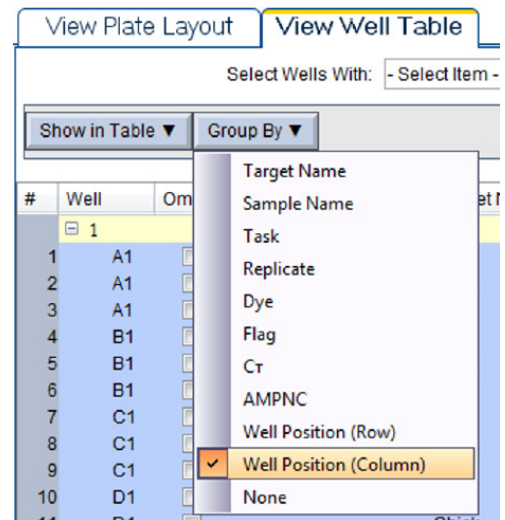 View Plate Layout View Well Table
Select Wells With: - Select Item -
Show in Table ▼ Group By ▼
# Well
1
1 A1
2 A1
3 A1
4 B1
5 B1
6 B1
7 C1
8 C1
9 C1
10 D1
Target Name
Sample Name
Task
Replicate
Dye
Flag
Cт
AMPNC
Well Position (Row)
Well Position (Column)
None